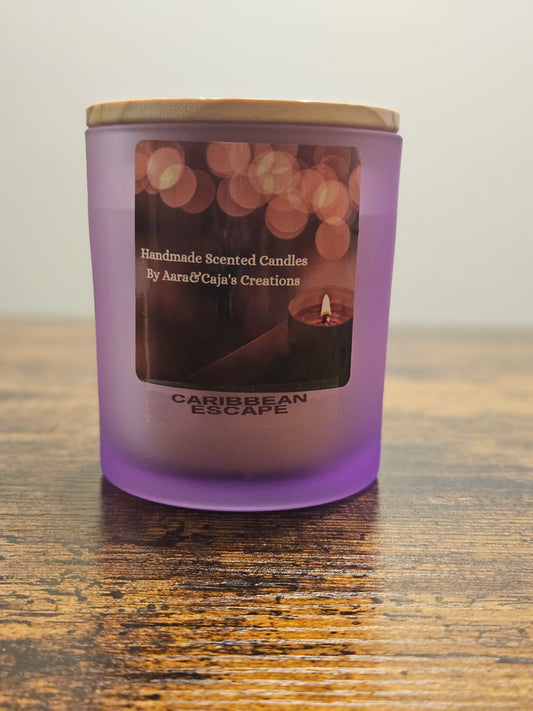 Handmade Scented Candles
By Aara&Caja's Creations
CARIBBEAN
ESCAPE